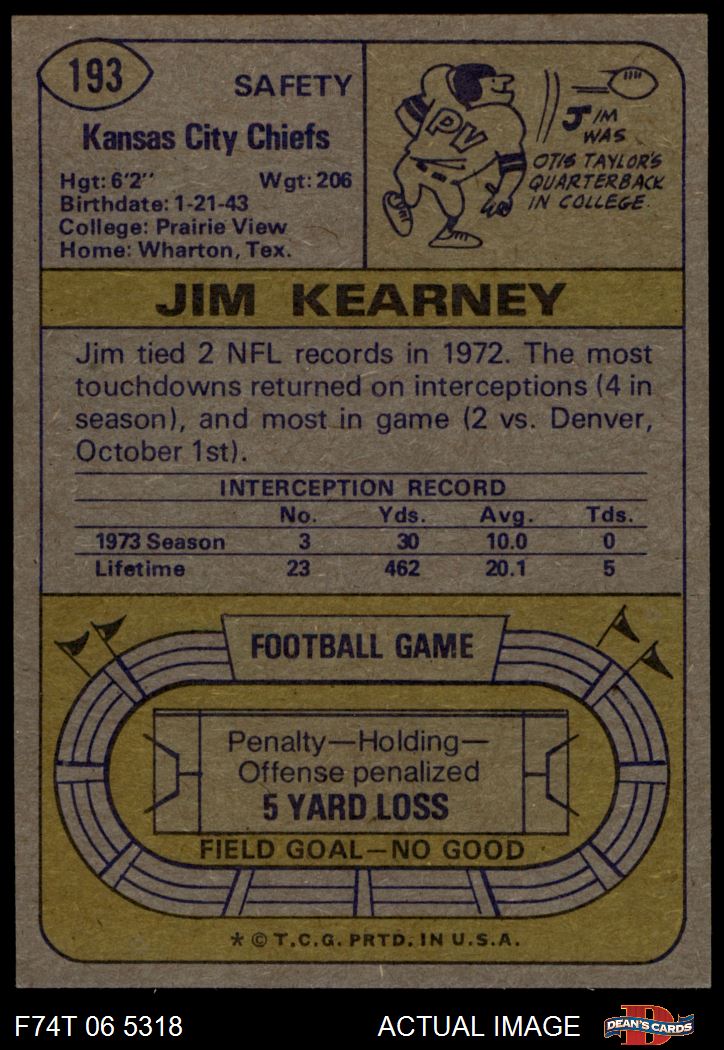 193
SAFETY
Kansas City Chiefs
Hgt: 6'2" Wgt: 206
Birthdate: 1-21-43
College: Prairie View
Home: Wharton, Tex.
PV
JIM
WAS
OTIS TAYLOR'S
QUARTERBACK
IN COLLEGE.
JIM KEARNEY
Jim tied 2 NFL records in 1972. The most
touchdowns returned on interceptions (4 in
season), and most in game (2 vs. Denver,
October 1st).
INTERCEPTION RECORD
No. Yds. Avg. Tds.
1973 Season 3 30 10.0 0
Lifetime 23 462 20.1 5
FOOTBALL GAME
Penalty—Holding—
Offense penalized
5 YARD LOSS
FIELD GOAL—NO GOOD
* © T.C.G. PRTD. IN U.S.A.
F74T 06 5318 ACTUAL IMAGE
D
DEAN'S CARDS